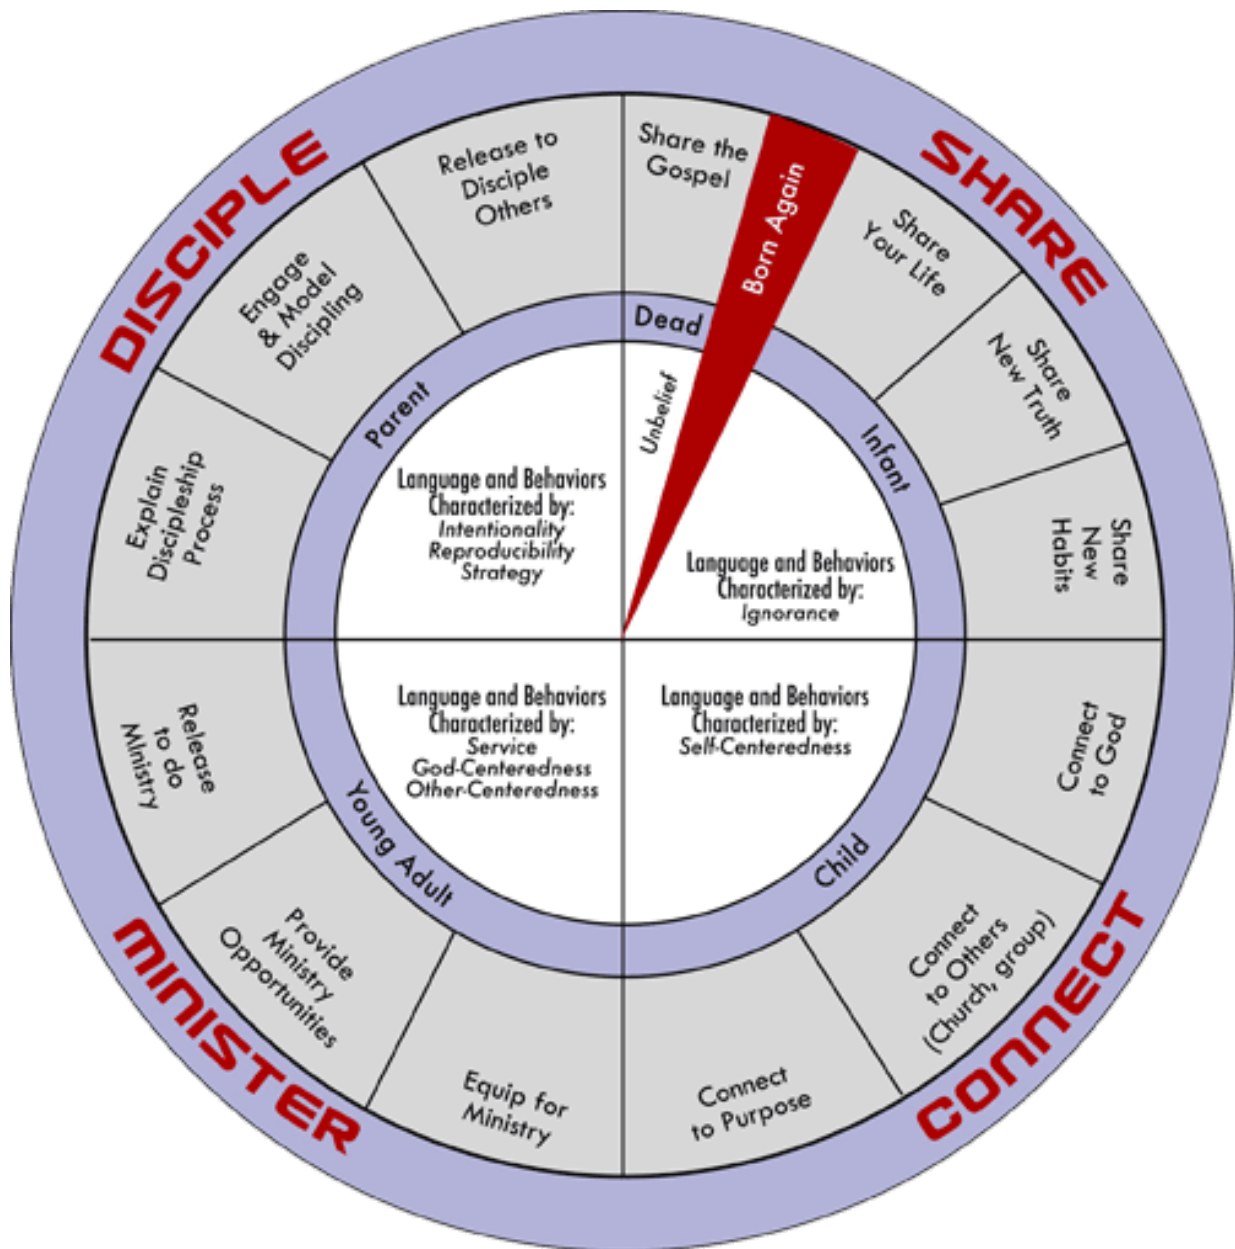 SHARE
Share the
Gospel
Born Again
Share
Your Life
Share
New Truth
Share
New
Habits
Dead
Infant
Unbelief
Language and Behaviors
Characterized by:
Ignorance
CONNECT
Connect
to God
Connect
to Others
(Church, group)
Connect
to Purpose
Child
Language and Behaviors
Characterized by:
Self-Centeredness
MINISTER
Equip for
Ministry
Provide
Ministry
Opportunities
Release
to do
MInistry
Young Adult
Language and Behaviors
Characterized by:
Service
God-Centeredness
Other-Centeredness
DISCIPLE
Explain
Discipleship
Process
Engage
& Model
Discipling
Release to
Disciple
Others
Parent
Language and Behaviors
Characterized by:
Intentionality
Reproducibility
Strategy